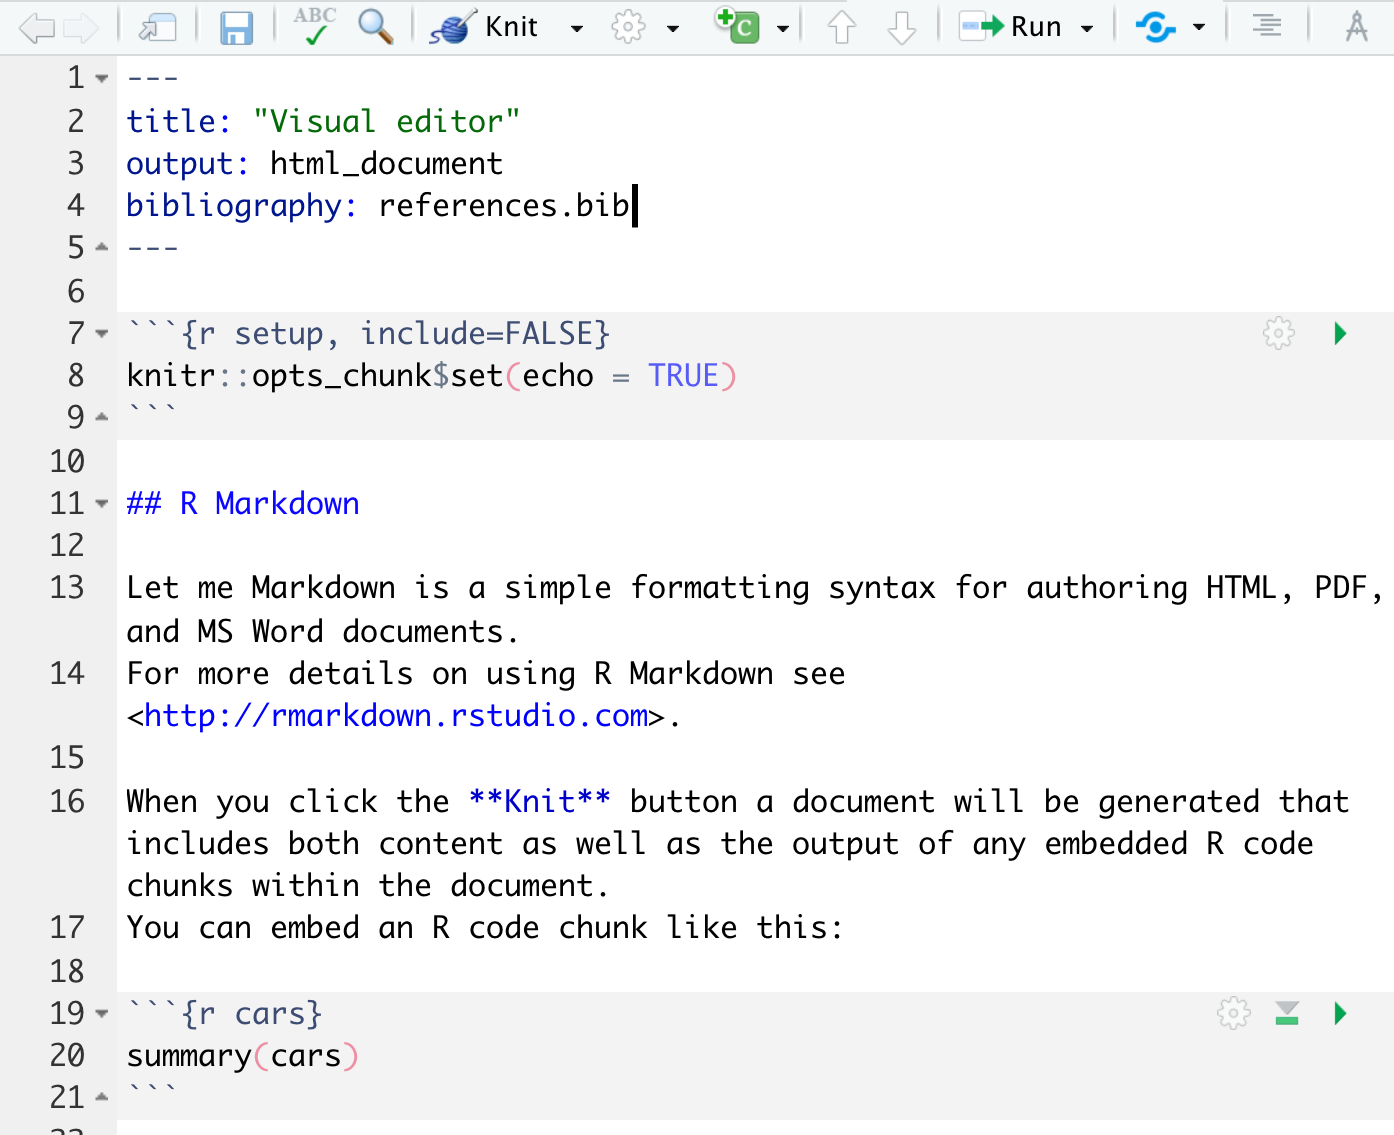 ABC Knit C Run
1 ---
2 title: "Visual editor"
3 output: html_document
4 bibliography: references.bib
5 ---
6
7 ```{r setup, include=FALSE}
8 knitr::opts_chunk$set(echo = TRUE)
9 ```
10
11 ## R Markdown
12
13 Let me Markdown is a simple formatting syntax for authoring HTML, PDF,
and MS Word documents.
14 For more details on using R Markdown see
<http://rmarkdown.rstudio.com>.
15
16 When you click the **Knit** button a document will be generated that
includes both content as well as the output of any embedded R code
chunks within the document.
17 You can embed an R code chunk like this:
18
19 ```{r cars}
20 summary(cars)
21 ```